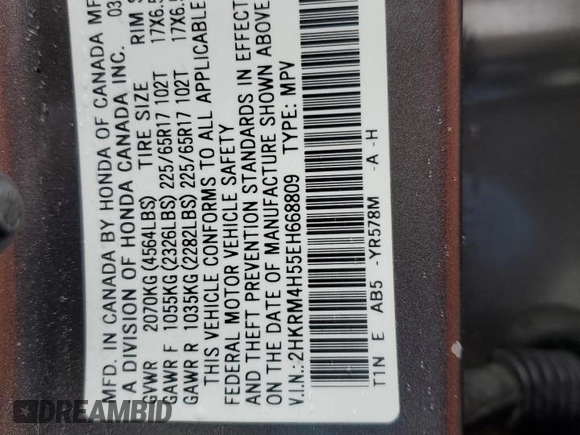 MFD. IN CANADA BY HONDA OF CANADA MF
A DIVISION OF HONDA CANADA INC. 03
GVWR 2070KG (4564LBS) TIRE SIZE RIM S
GAWR F 1055KG (2326LBS) 225/65R17 102T 17X6.5
GAWR R 1035KG (2282LBS) 225/65R17 102T 17X6.5
THIS VEHICLE CONFORMS TO ALL APPLICABLE
FEDERAL MOTOR VEHICLE SAFETY
AND THEFT PREVENTION STANDARDS IN EFFECT
ON THE DATE OF MANUFACTURE SHOWN ABOVE
V.I.N.: 2HKRM4H55EH668809 TYPE: MPV
T1N E AB5 -YR578M -A -H
DREAMBID